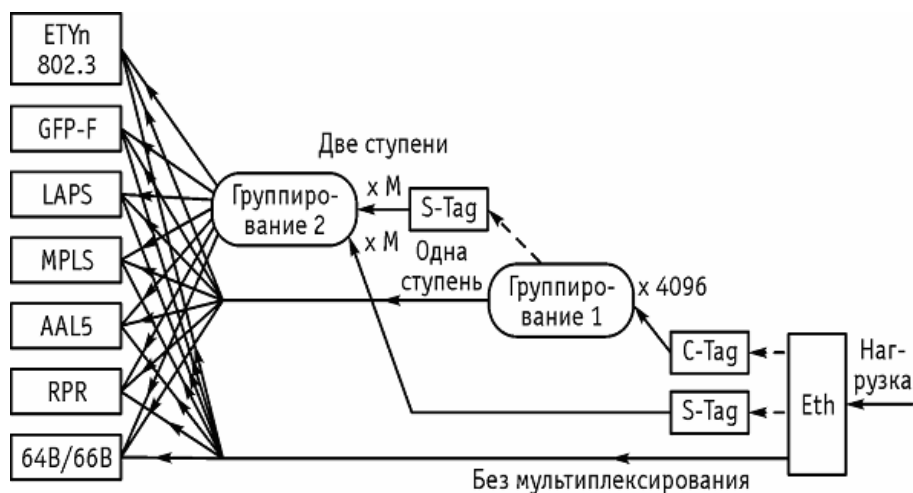 ETYn
802.3
GFP-F
LAPS
MPLS
AAL5
RPR
64B/66B
Две ступени
Группиро-
вание 2
x M
S-Tag
x M
Одна
ступень
Группиро-
вание 1
x 4096
C-Tag
S-Tag
Eth
Наг-
рузка
Без мультиплексирования